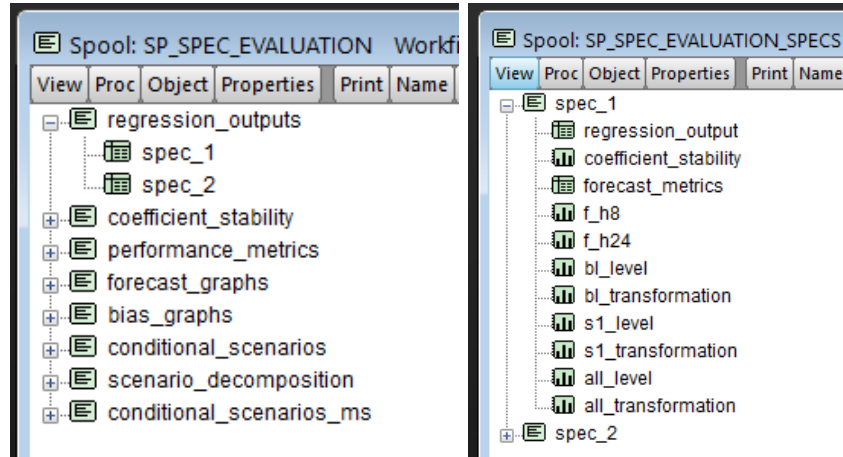 Spool: SP_SPEC_EVALUATION Workfi
View Proc Object Properties Print Name
regression_outputs
spec_1
spec_2
coefficient_stability
performance_metrics
forecast_graphs
bias_graphs
conditional_scenarios
scenario_decomposition
conditional_scenarios_ms
Spool: SP_SPEC_EVALUATION_SPECS
View Proc Object Properties Print Name
spec_1
regression_output
coefficient_stability
forecast_metrics
f_h8
f_h24
bl_level
bl_transformation
s1_level
s1_transformation
all_level
all_transformation
spec_2